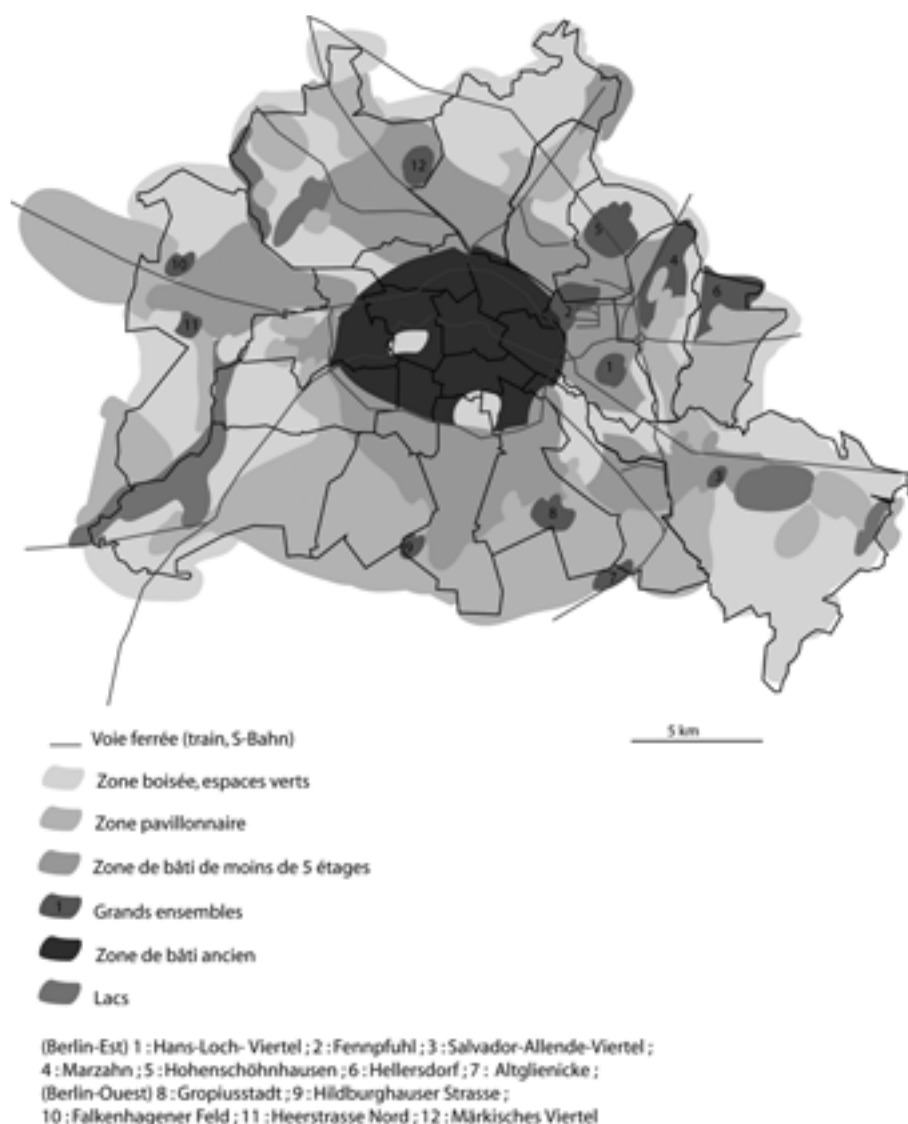 12
5
4
10
6
2
11
1
3
8
9
7
5 km
Voie ferrée (train, S-Bahn)
Zone boisée, espaces verts
Zone pavillonnaire
Zone de bâti de moins de 5 étages
1
Grands ensembles
Zone de bâti ancien
Lacs
(Berlin-Est) 1 : Hans-Loch- Viertel ; 2 : Fennpfuhl ; 3 : Salvador-Allende-Viertel ;
4 : Marzahn ; 5 : Hohenschöhnhausen ; 6 : Hellersdorf ; 7 : Altglienicke ;
(Berlin-Ouest) 8 : Gropiusstadt ; 9 : Hildburghauser Strasse ;
10 : Falkenhagener Feld ; 11 : Heerstrasse Nord ; 12 : Märkisches Viertel